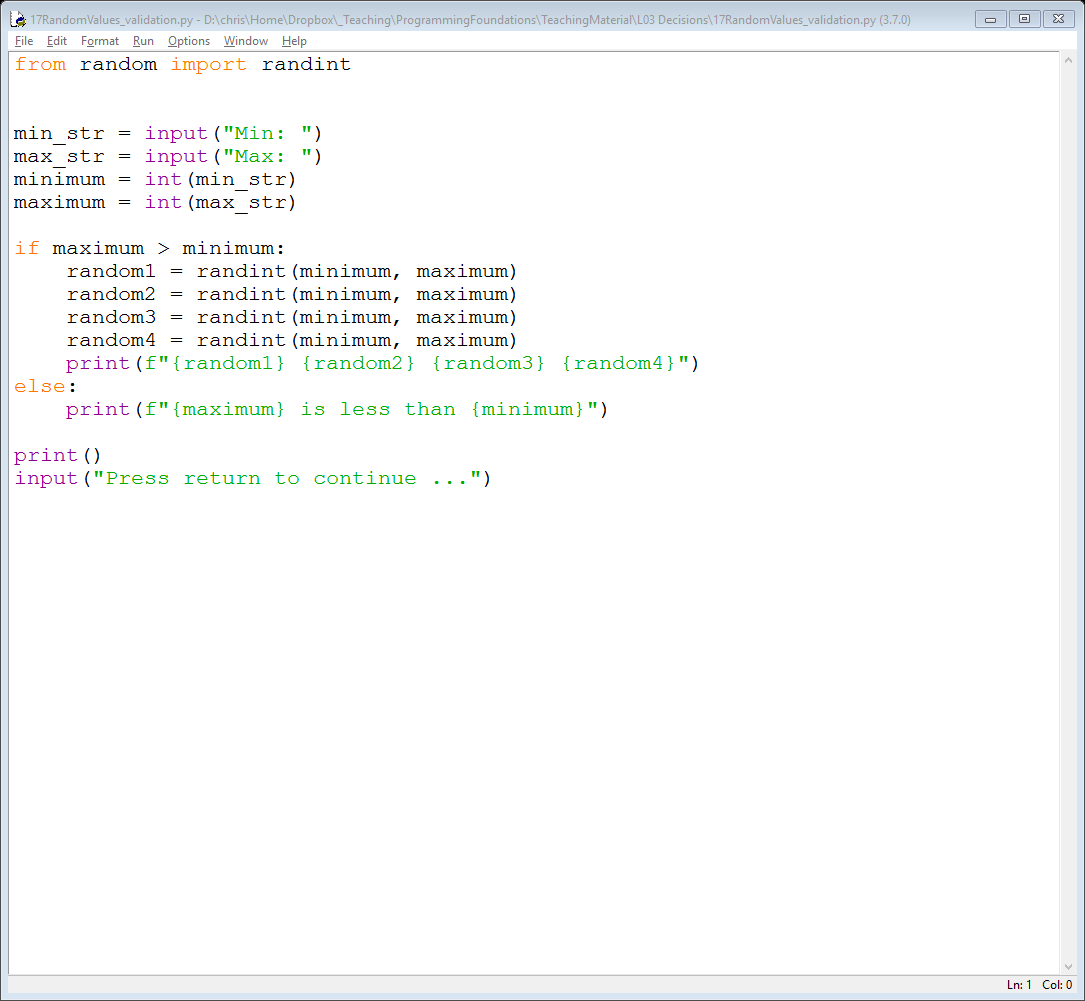 17RandomValues_validation.py - D:\chris\Home\Dropbox\_Teaching\ProgrammingFoundations\TeachingMaterial\L03 Decisions\17RandomValues_validation.py (3.7.0)
File Edit Format Run Options Window Help
from random import randint
min_str = input("Min: ")
max_str = input("Max: ")
minimum = int(min_str)
maximum = int(max_str)
if maximum > minimum:
    random1 = randint(minimum, maximum)
    random2 = randint(minimum, maximum)
    random3 = randint(minimum, maximum)
    random4 = randint(minimum, maximum)
    print(f"{random1} {random2} {random3} {random4}")
else:
    print(f"{maximum} is less than {minimum}")
print()
input("Press return to continue ...")
Ln: 1 Col: 0